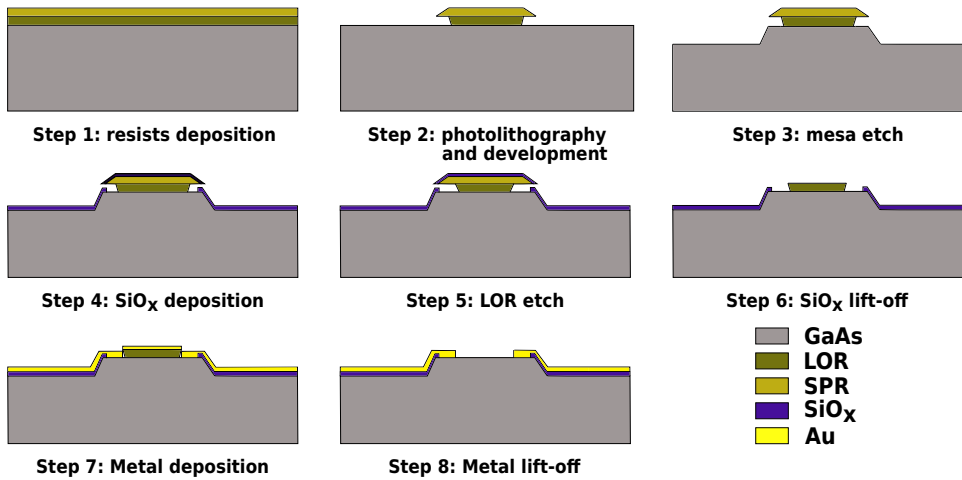 Step 1: resists deposition
Step 2: photolithography
and development
Step 3: mesa etch
Step 4: SiOX deposition
Step 5: LOR etch
Step 6: SiOX lift-off
GaAs
LOR
SPR
SiOX
Au
Step 7: Metal deposition
Step 8: Metal lift-off